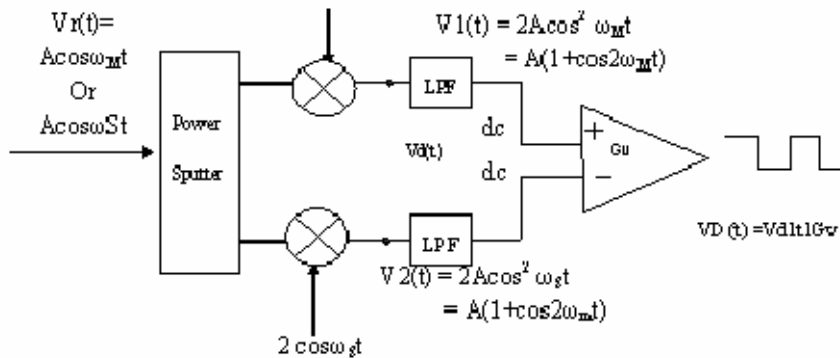 Vr(t)=
Acosω_M t
Or
AcosωSt
V1(t) = 2Acos² ω_M t
= A(1+cos2ω_M t)
Power
Sputter
LPF
Vd(t)
dc
dc
+
Gu
−
VD (t) =Vd1t1Gv
LPF
V2(t) = 2Acos² ω_s t
= A(1+cos2ω_m t)
2 cosω_s t